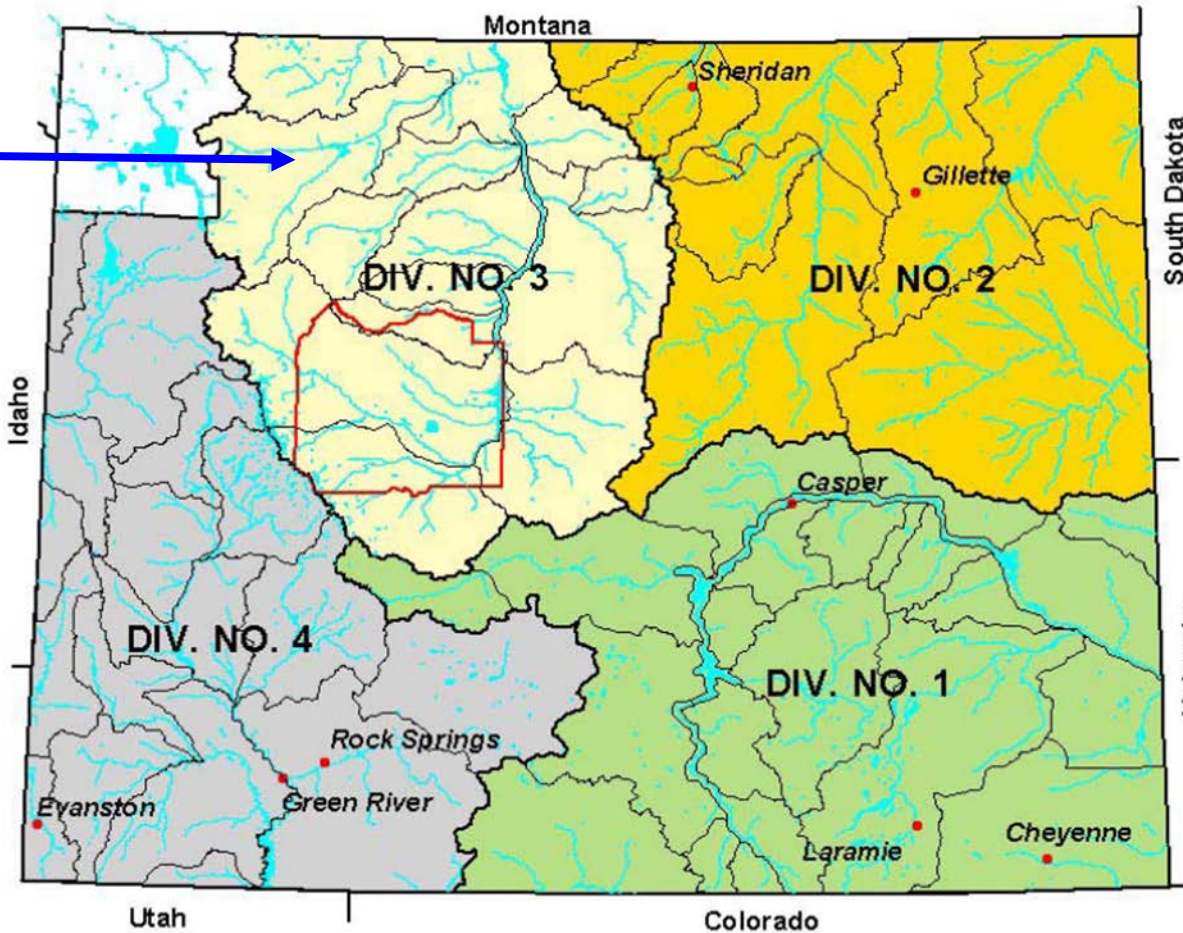 Montana
Sheridan
Gillette
South Dakota
DIV. NO. 3
DIV. NO. 2
Idaho
Casper
DIV. NO. 4
DIV. NO. 1
Rock Springs
Green River
Evanston
Cheyenne
Laramie
Utah
Colorado